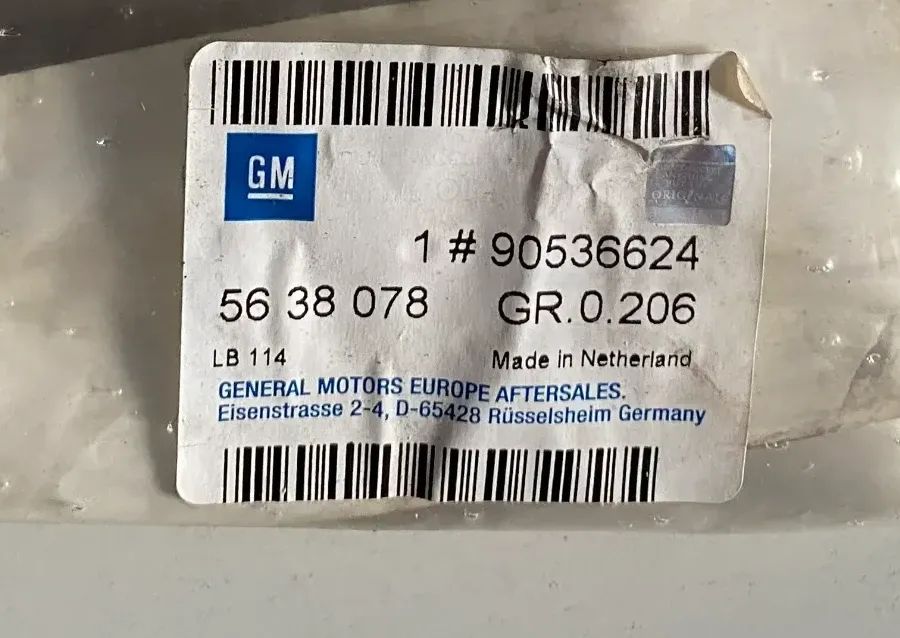 GM
ORIGINAL
1 # 90536624
56 38 078 GR.0.206
LB 114 Made in Netherland
GENERAL MOTORS EUROPE AFTERSALES.
Eisenstrasse 2-4, D-65428 Rüsselsheim Germany